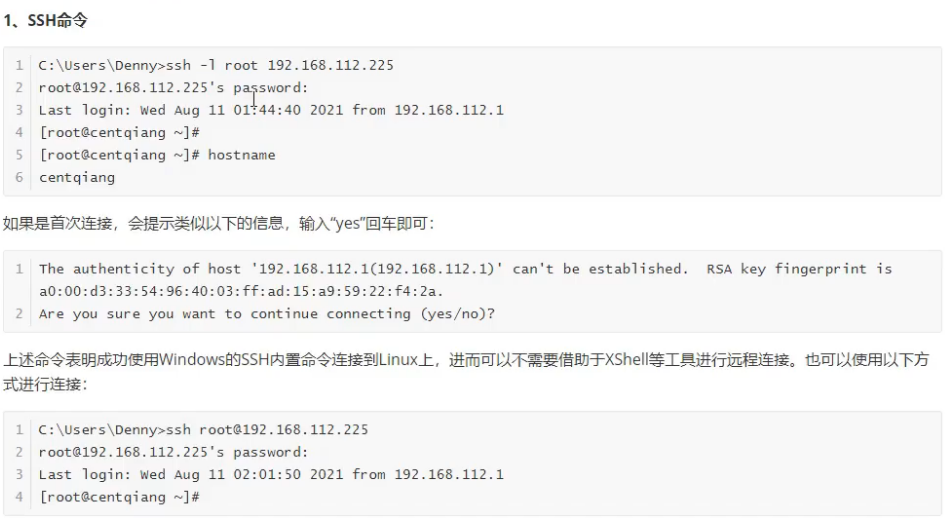 1、SSH命令
1 C:\Users\Denny>ssh -l root 192.168.112.225
2 root@192.168.112.225's password:
3 Last login: Wed Aug 11 01:44:40 2021 from 192.168.112.1
4 [root@centqiang ~]#
5 [root@centqiang ~]# hostname
6 centqiang
如果是首次连接，会提示类似以下的信息，输入“yes”回车即可：
1 The authenticity of host '192.168.112.1(192.168.112.1)' can't be established.  RSA key fingerprint is
a0:00:d3:33:54:96:40:03:ff:ad:15:a9:59:22:f4:2a.
2 Are you sure you want to continue connecting (yes/no)?
上述命令表明成功使用Windows的SSH内置命令连接到Linux上，进而可以不需要借助于XShell等工具进行远程连接。也可以使用以下方
式进行连接：
1 C:\Users\Denny>ssh root@192.168.112.225
2 root@192.168.112.225's password:
3 Last login: Wed Aug 11 02:01:50 2021 from 192.168.112.1
4 [root@centqiang ~]#